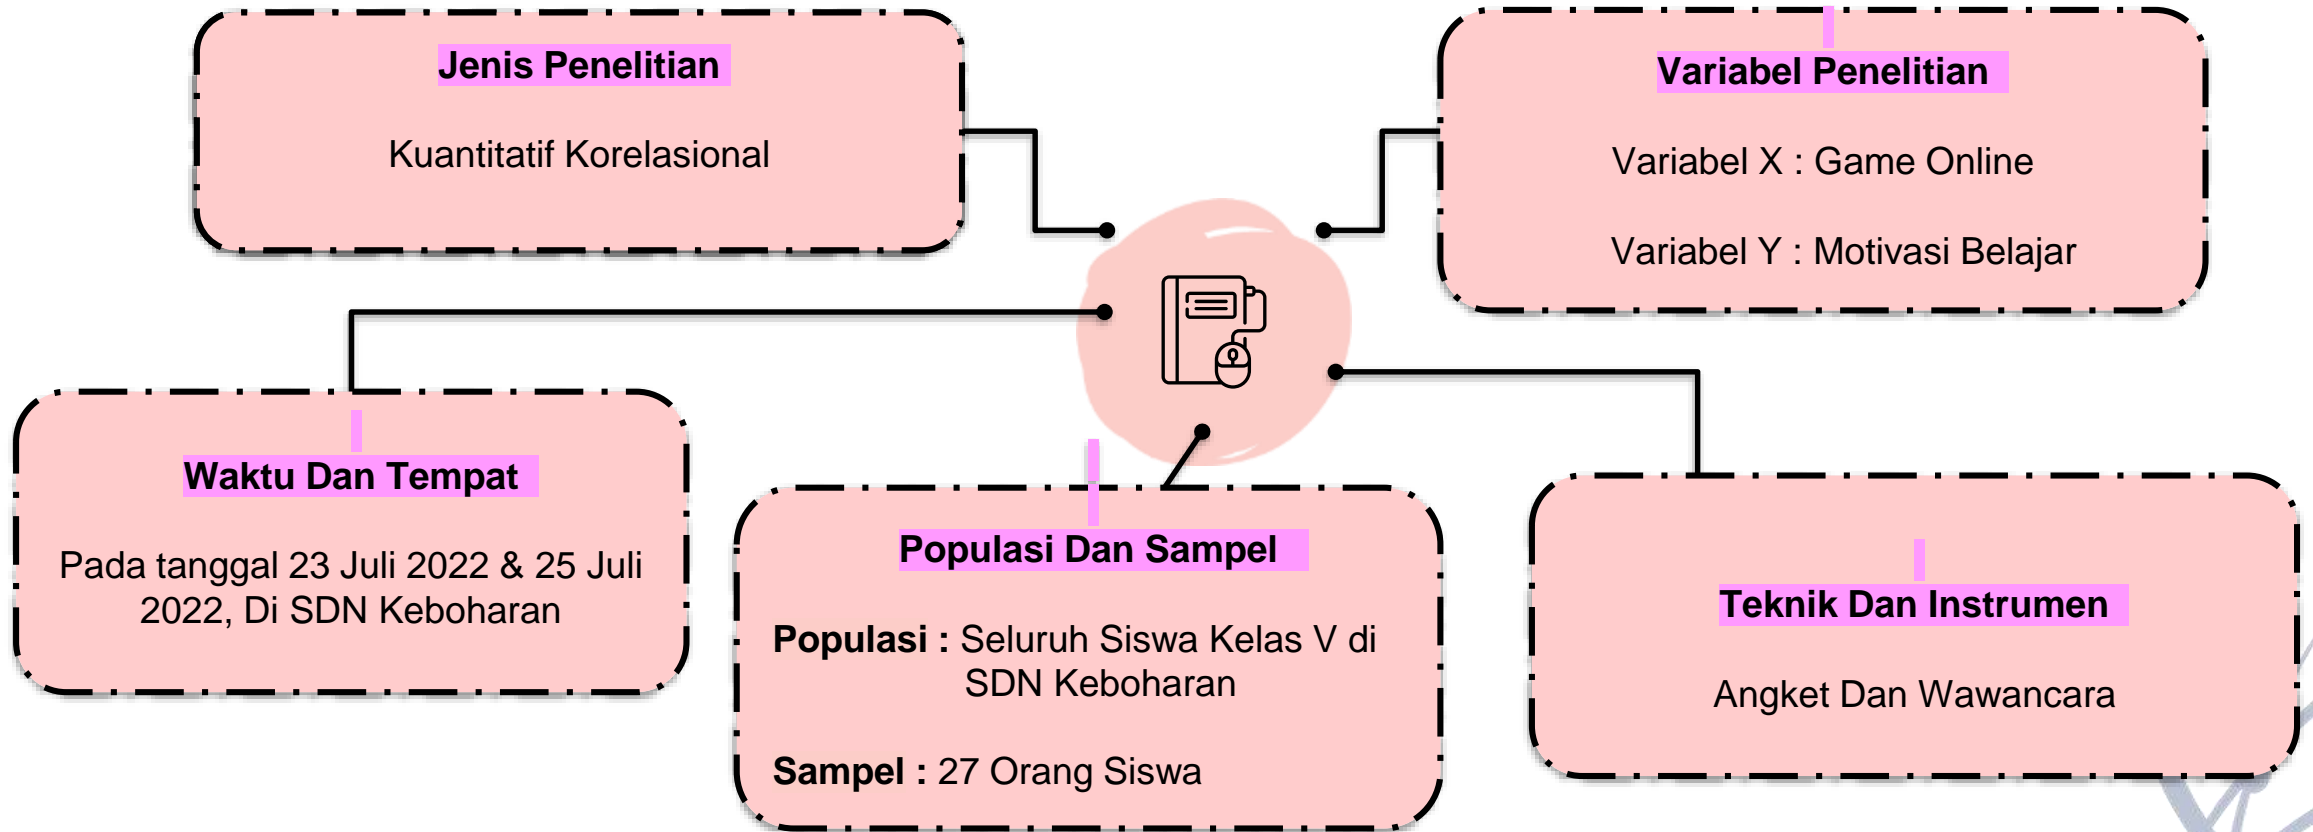 Jenis Penelitian
Kuantitatif Korelasional
Variabel Penelitian
Variabel X : Game Online
Variabel Y : Motivasi Belajar
Waktu Dan Tempat
Pada tanggal 23 Juli 2022 & 25 Juli
2022, Di SDN Keboharan
Populasi Dan Sampel
Populasi : Seluruh Siswa Kelas V di
SDN Keboharan
Sampel : 27 Orang Siswa
Teknik Dan Instrumen
Angket Dan Wawancara